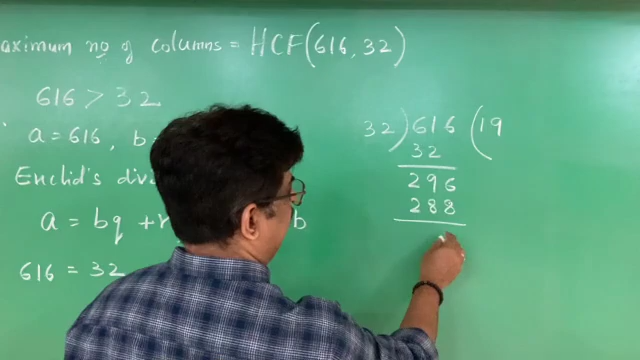 aximum no of columns = HCF(616, 32)
616 > 32
a = 616, b
Euclid's div
a = bq + r, b
616 = 32
32)616(19
32
296
288